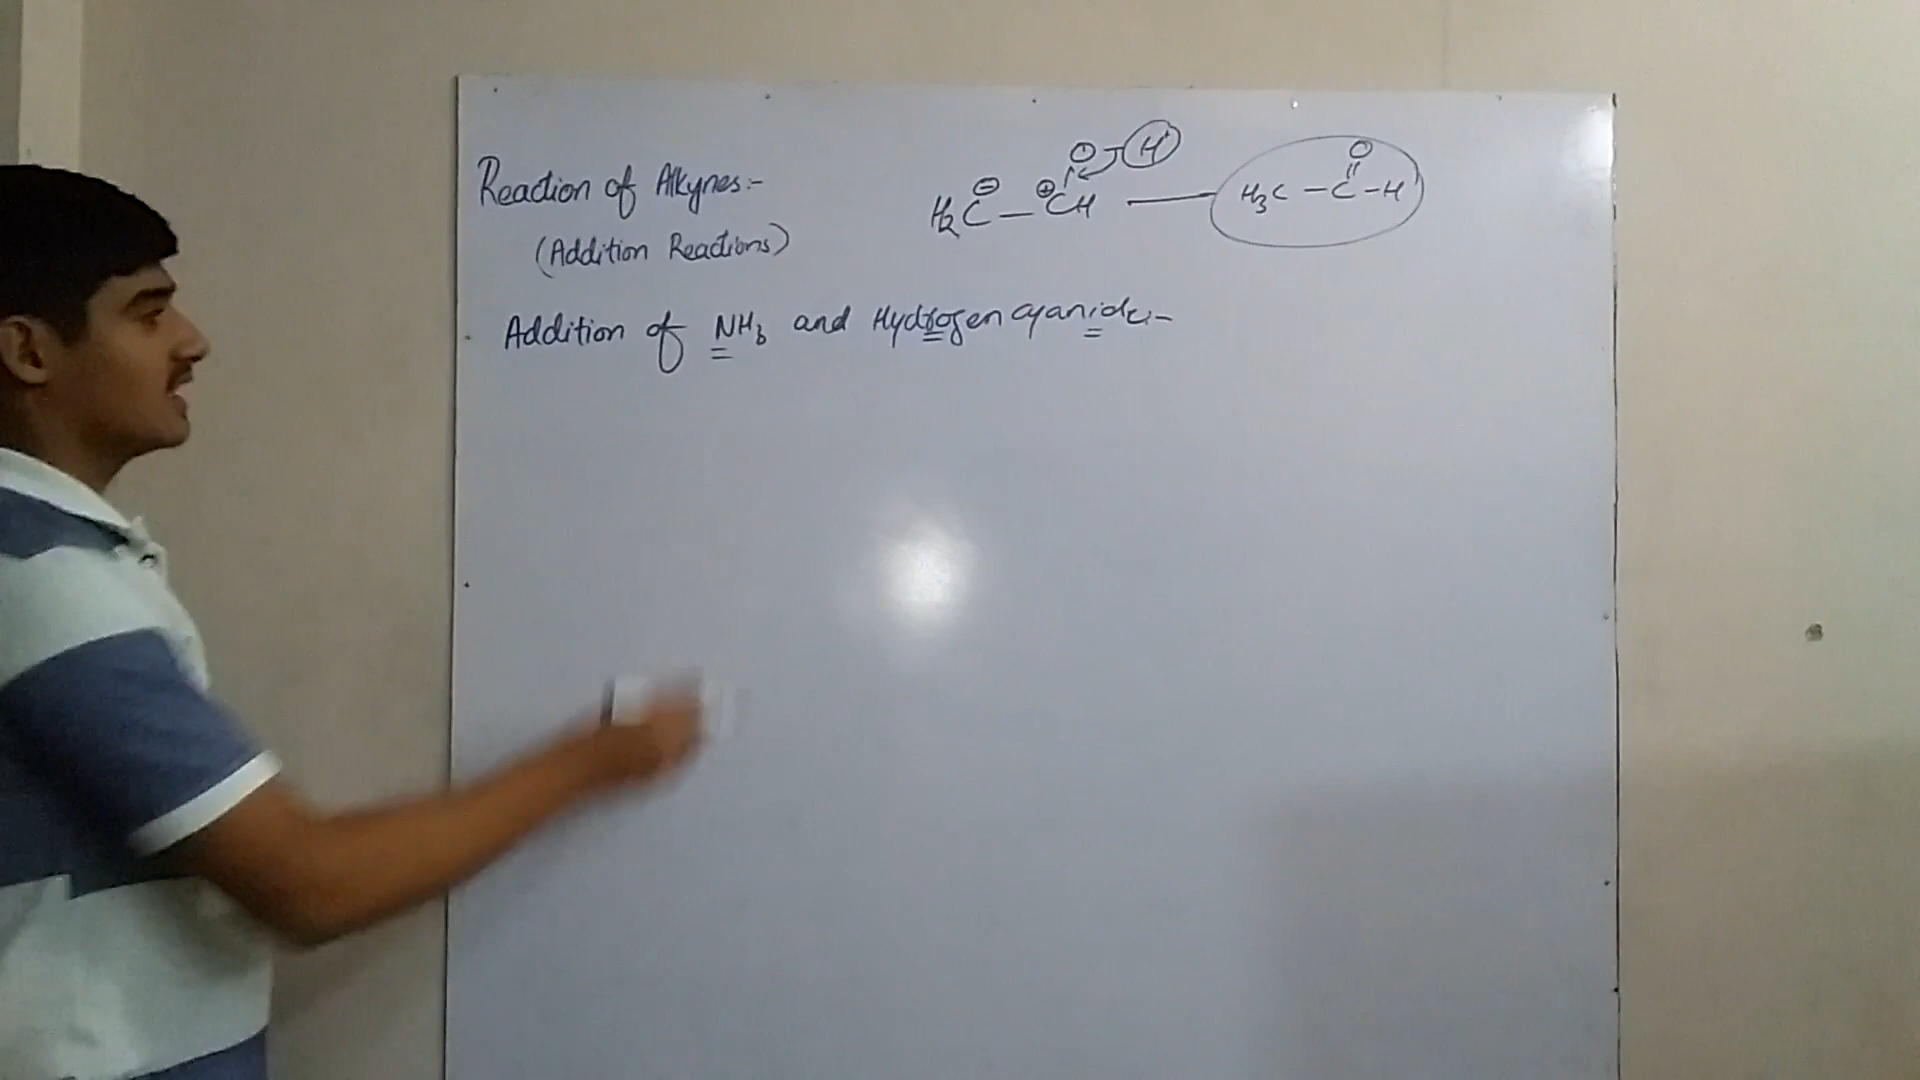 Reaction of Alkynes:-
(Addition Reactions)
H₂C⊖ — ⊕CH O H⁺ — H₃C – C – H
O
Addition of NH₃ and Hydrogen cyanide:-